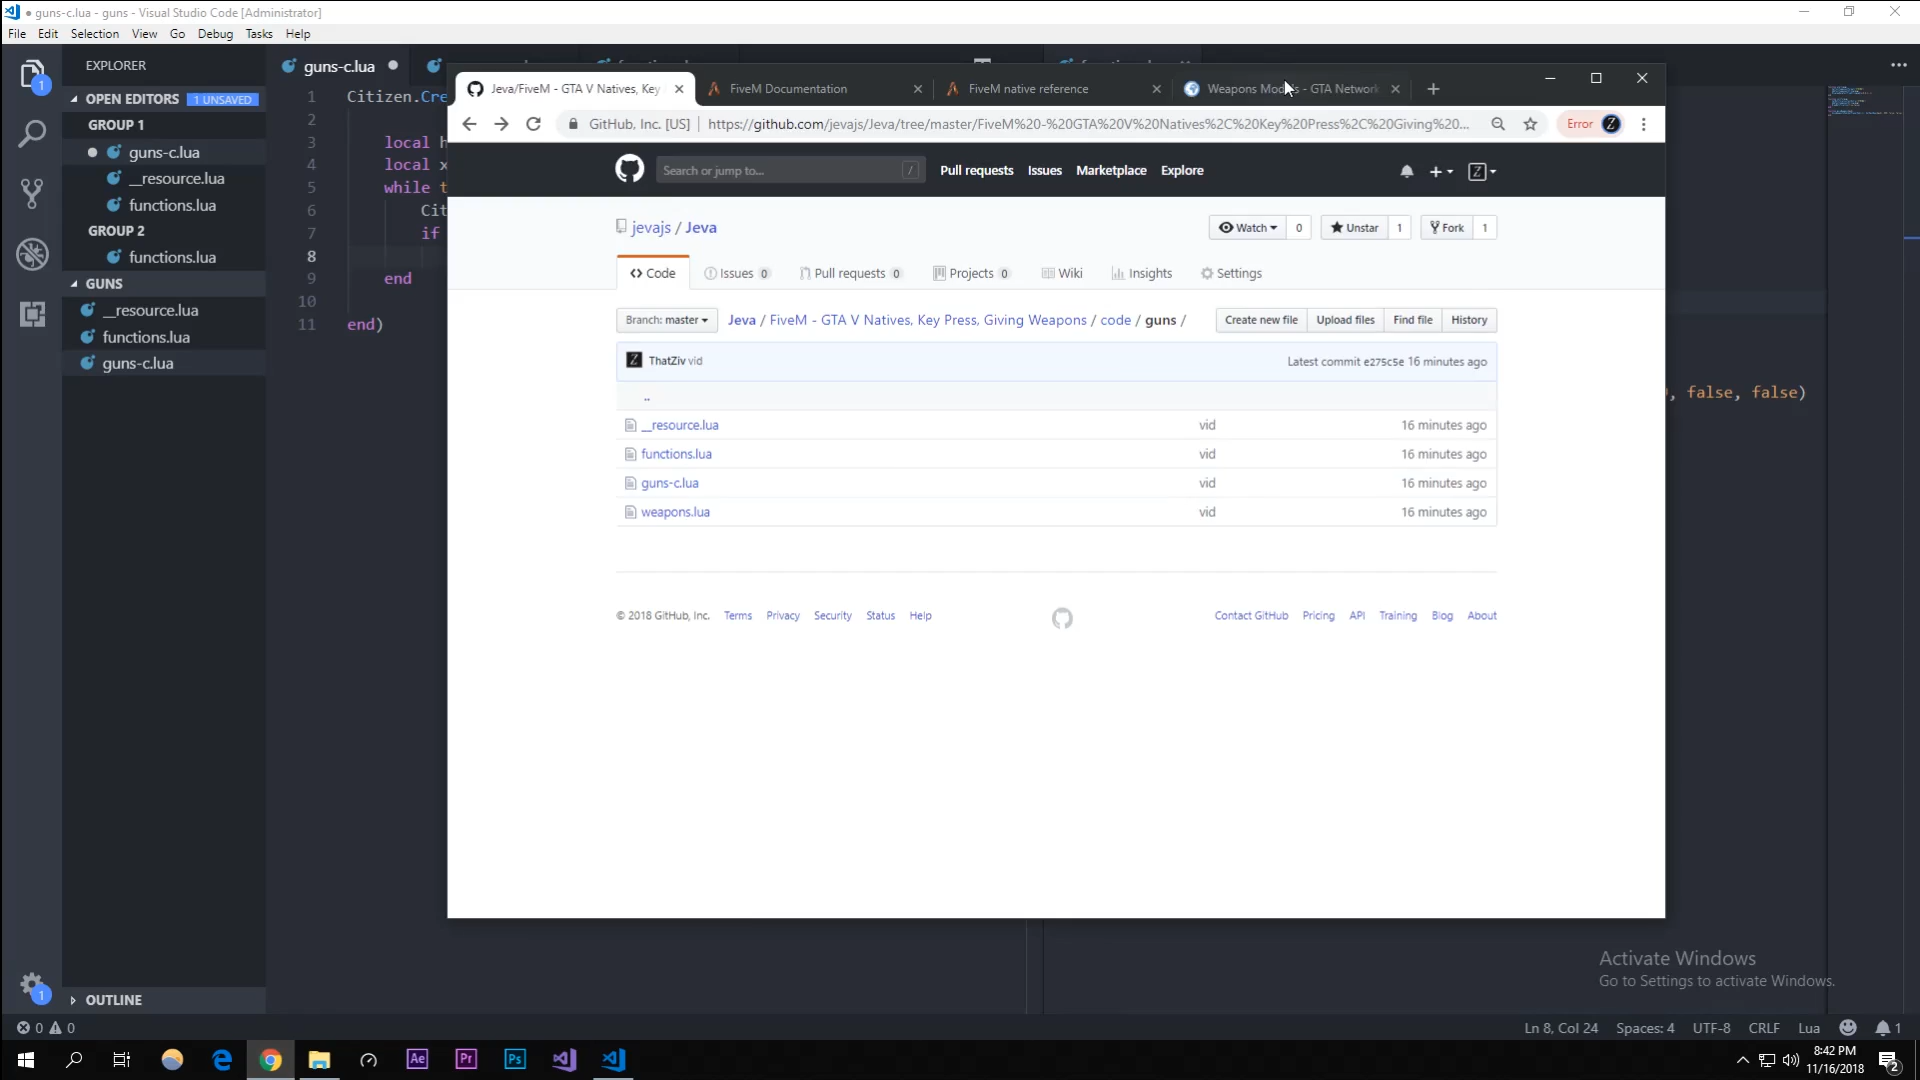 guns-c.lua - guns - Visual Studio Code [Administrator]
File Edit Selection View Go Debug Tasks Help
EXPLORER
OPEN EDITORS 1 UNSAVED
GROUP 1
guns-c.lua
__resource.lua
functions.lua
GROUP 2
functions.lua
GUNS
__resource.lua
functions.lua
guns-c.lua
OUTLINE
1
1
guns-c.lua
1 Citizen.Cre
2
3 local h
4 local x
5 while t
6 Cit
7 if
8
9 end
10
11 end)
, false, false)
Jeva/FiveM - GTA V Natives, Key
FiveM Documentation
FiveM native reference
Weapons Mod s - GTA Network
GitHub, Inc. [US] | https://github.com/jevajs/Jeva/tree/master/FiveM%20-%20GTA%20V%20Natives%2C%20Key%20Press%2C%20Giving%20...
Error Z
Search or jump to... /
Pull requests Issues Marketplace Explore
Z
jevajs / Jeva
Watch 0 Unstar 1 Fork 1
Code Issues 0 Pull requests 0 Projects 0 Wiki Insights Settings
Branch: master Jeva / FiveM - GTA V Natives, Key Press, Giving Weapons / code / guns /
Create new file Upload files Find file History
Z ThatZiv vid Latest commit e275c5e 16 minutes ago
..
__resource.lua vid 16 minutes ago
functions.lua vid 16 minutes ago
guns-c.lua vid 16 minutes ago
weapons.lua vid 16 minutes ago
© 2018 GitHub, Inc. Terms Privacy Security Status Help
Contact GitHub Pricing API Training Blog About
Activate Windows
Go to Settings to activate Windows.
0 0
Ln 8, Col 24 Spaces: 4 UTF-8 CRLF Lua 1
Ae Pr Ps
8:42 PM
11/16/2018
2